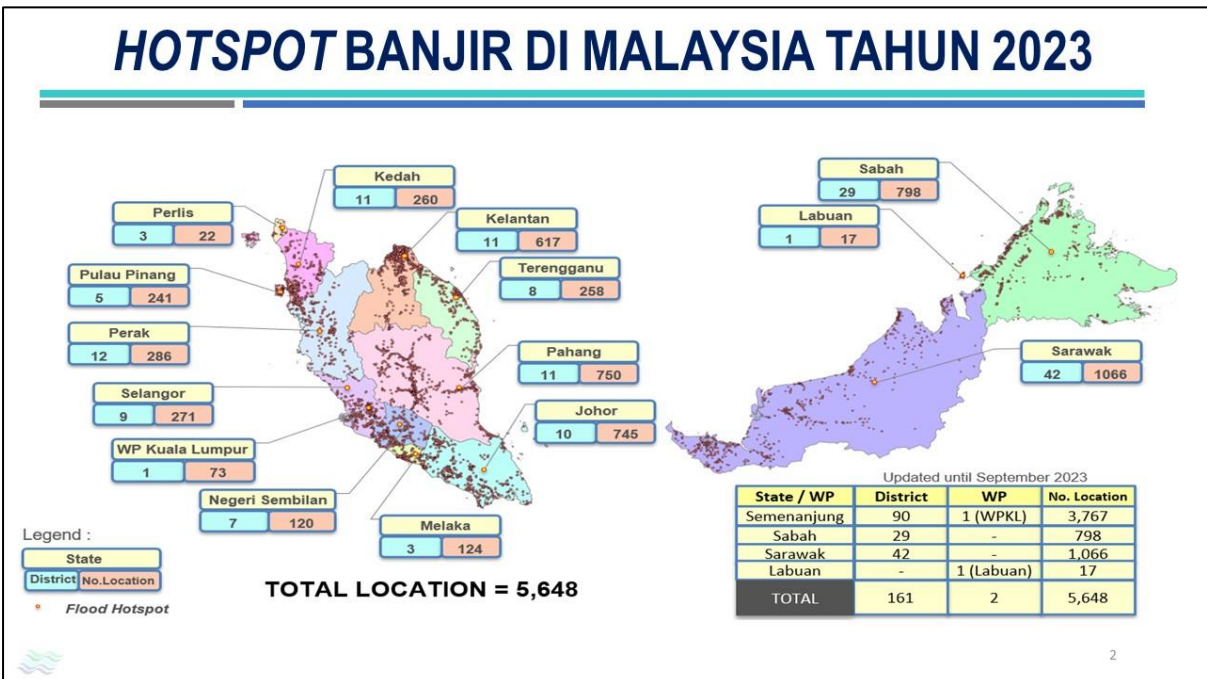 HOTSPOT BANJIR DI MALAYSIA TAHUN 2023
Kedah
11 260
Perlis
3 22
Kelantan
11 617
Pulau Pinang
5 241
Terengganu
8 258
Perak
12 286
Pahang
11 750
Selangor
9 271
Johor
10 745
WP Kuala Lumpur
1 73
Negeri Sembilan
7 120
Melaka
3 124
Sabah
29 798
Labuan
1 17
Sarawak
42 1066
Legend :
State
District No.Location
Flood Hotspot
TOTAL LOCATION = 5,648
Updated until September 2023
State / WP District WP No. Location
Semenanjung 90 1 (WPKL) 3,767
Sabah 29 - 798
Sarawak 42 - 1,066
Labuan - 1 (Labuan) 17
TOTAL 161 2 5,648
2